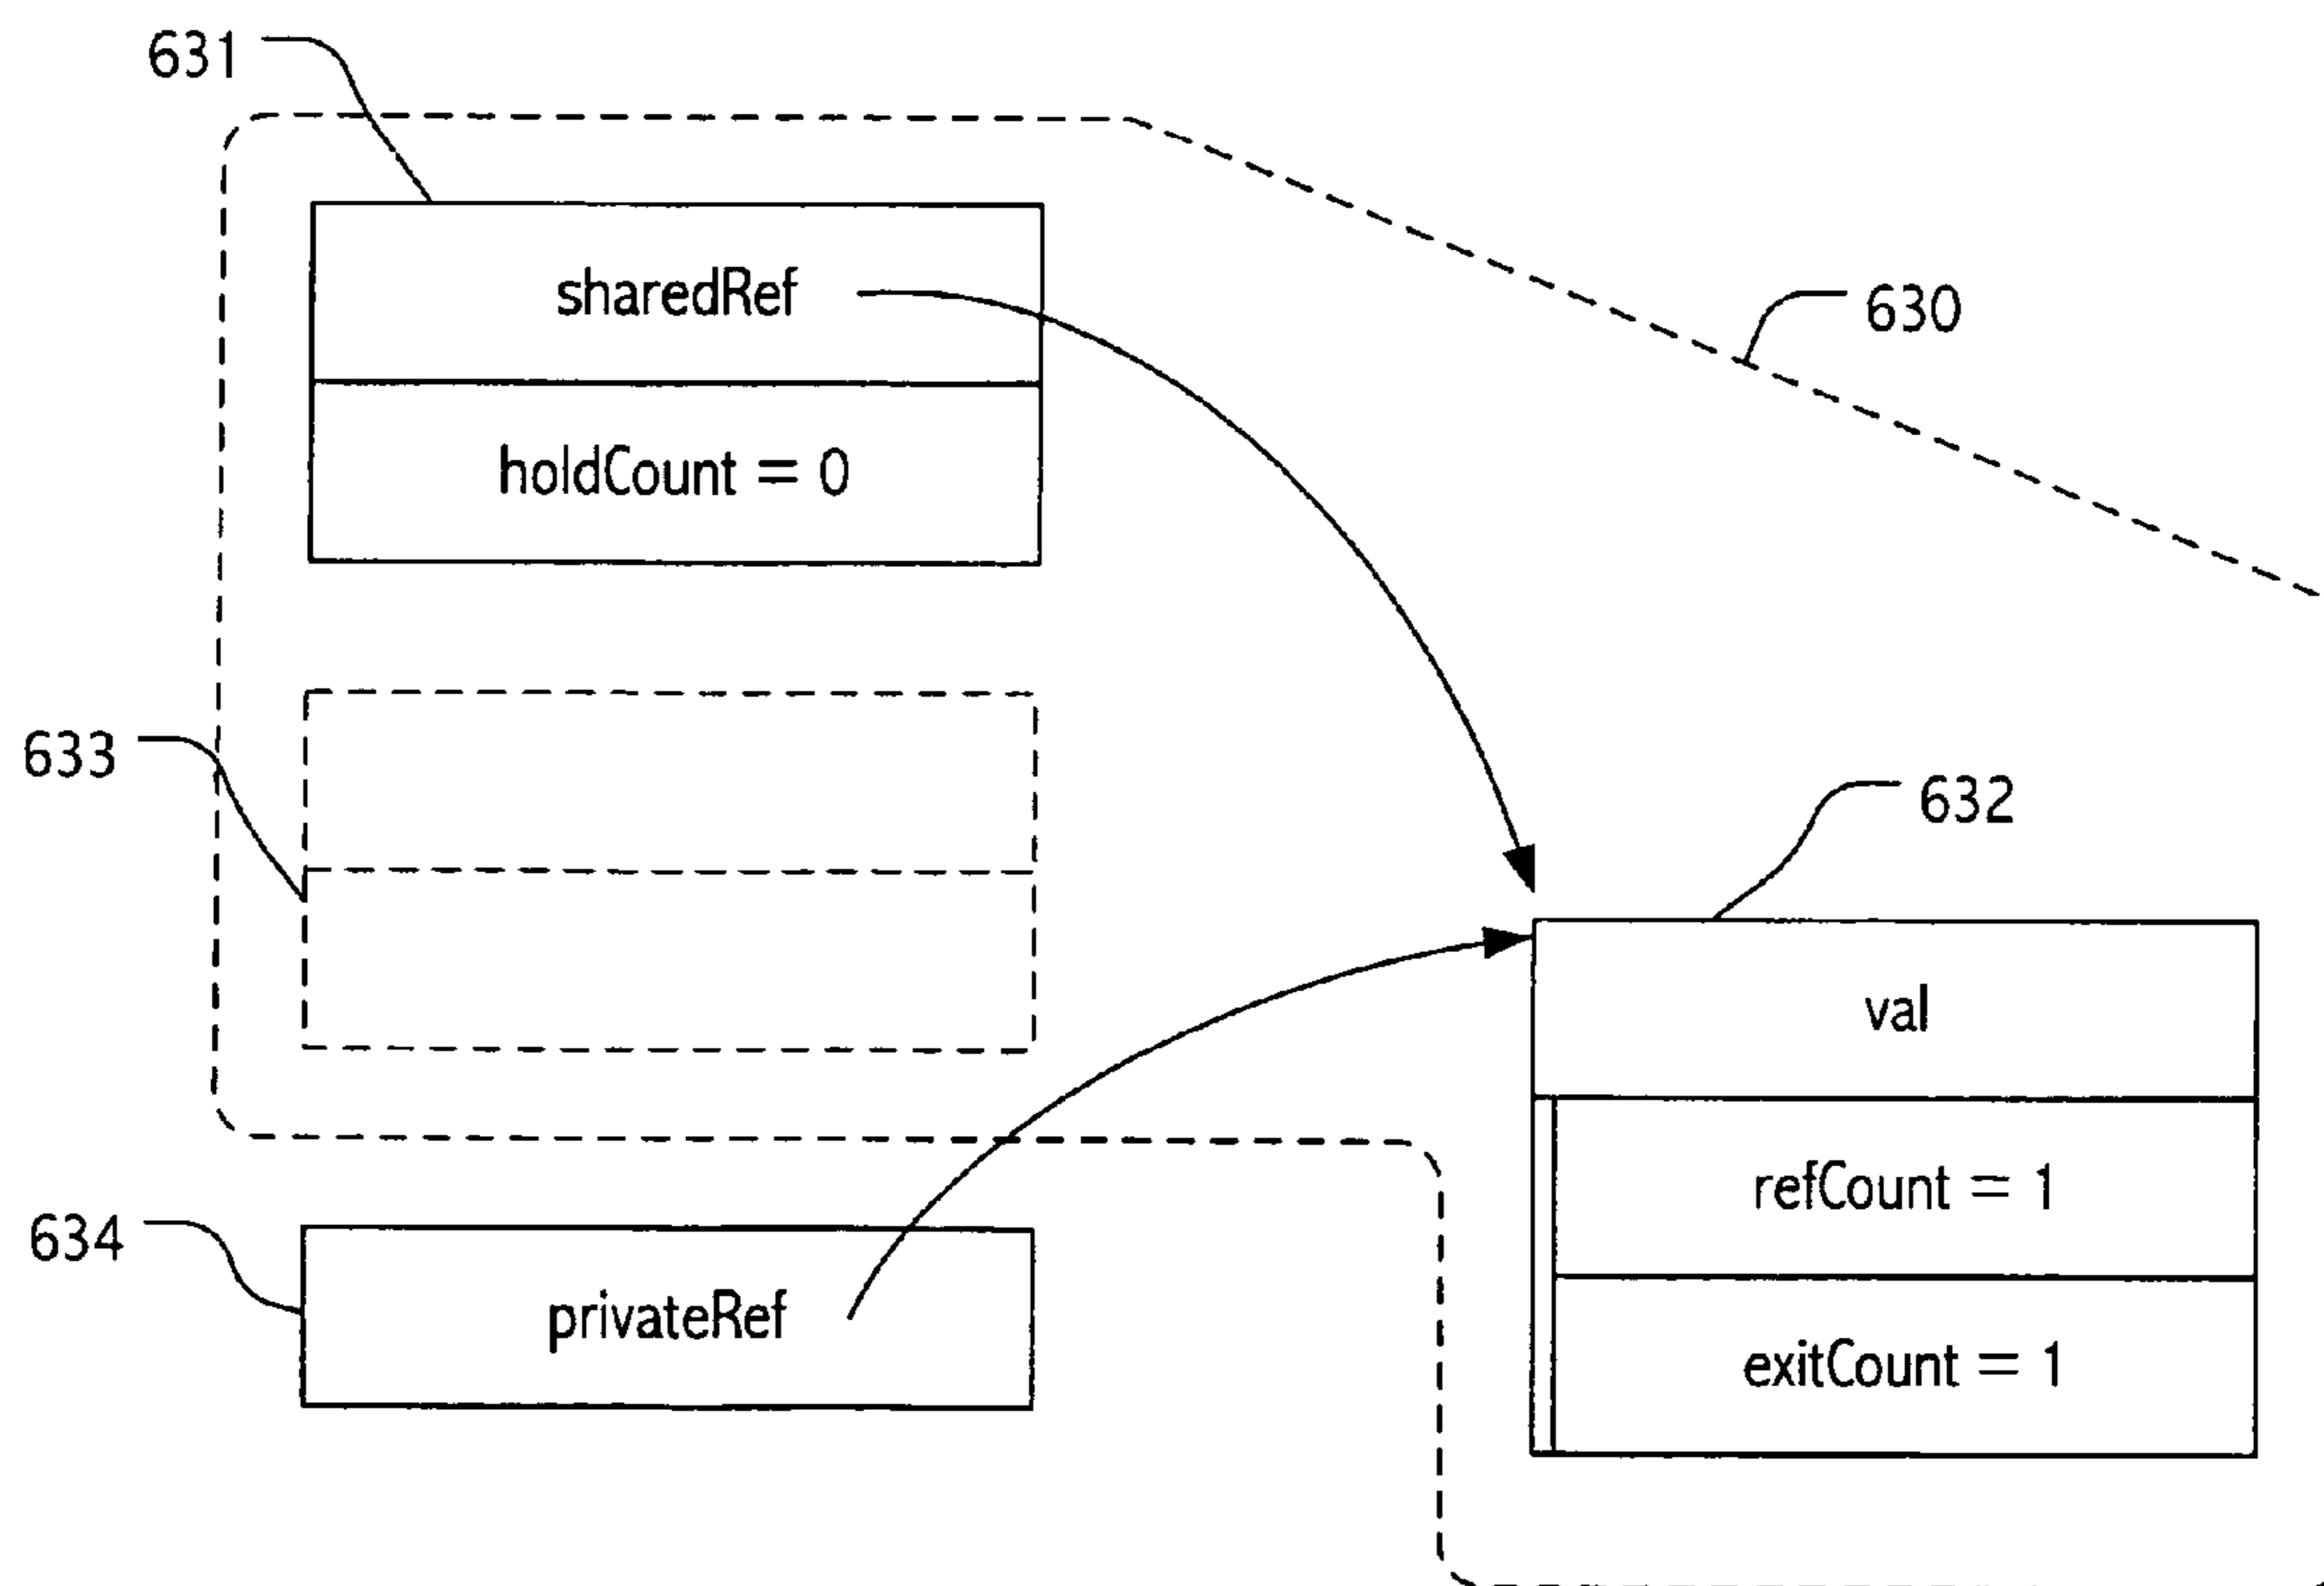 631
sharedRef
630
holdCount = 0
633
632
val
refCount = 1
634
privateRef
exitCount = 1